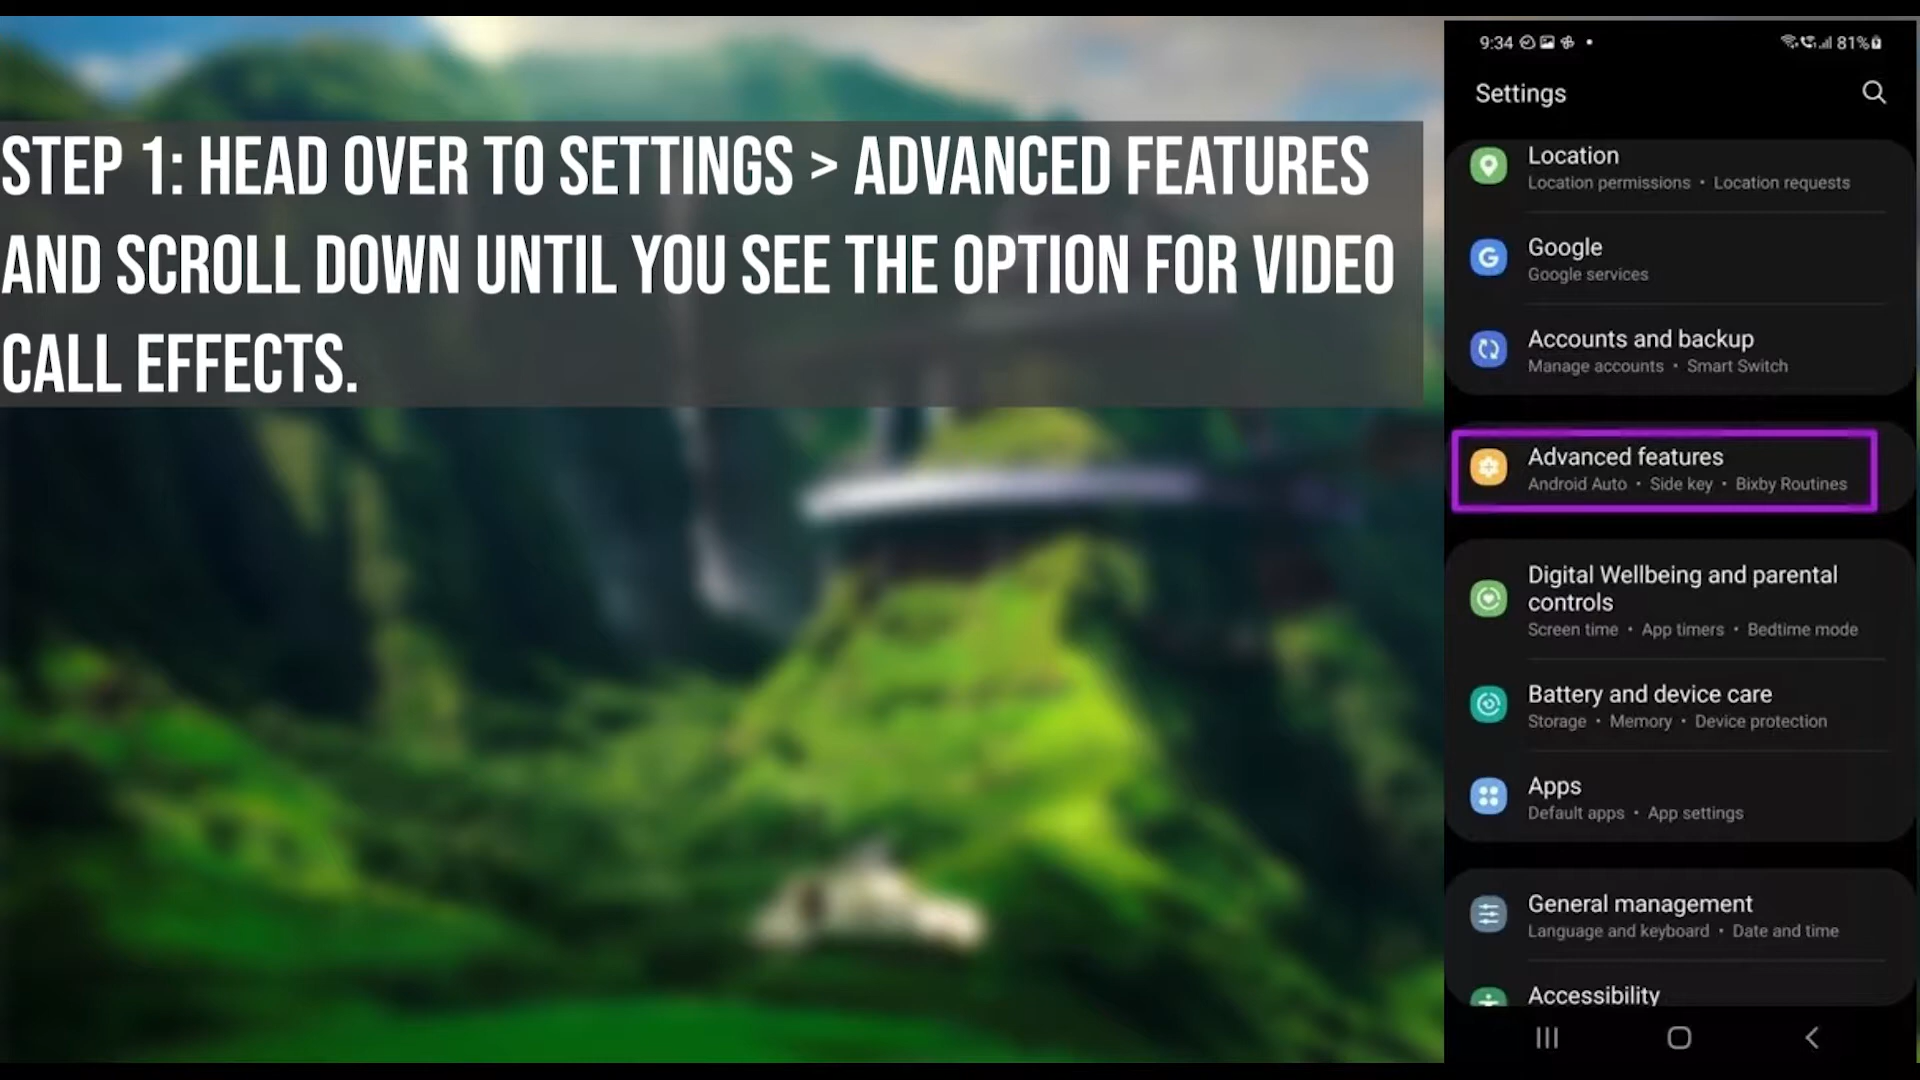 STEP 1: HEAD OVER TO SETTINGS > ADVANCED FEATURES
AND SCROLL DOWN UNTIL YOU SEE THE OPTION FOR VIDEO
CALL EFFECTS.
9:34
81%
Settings
Location
Location permissions • Location requests
Google
Google services
Accounts and backup
Manage accounts • Smart Switch
Advanced features
Android Auto • Side key • Bixby Routines
Digital Wellbeing and parental
controls
Screen time • App timers • Bedtime mode
Battery and device care
Storage • Memory • Device protection
Apps
Default apps • App settings
General management
Language and keyboard • Date and time
Accessibility